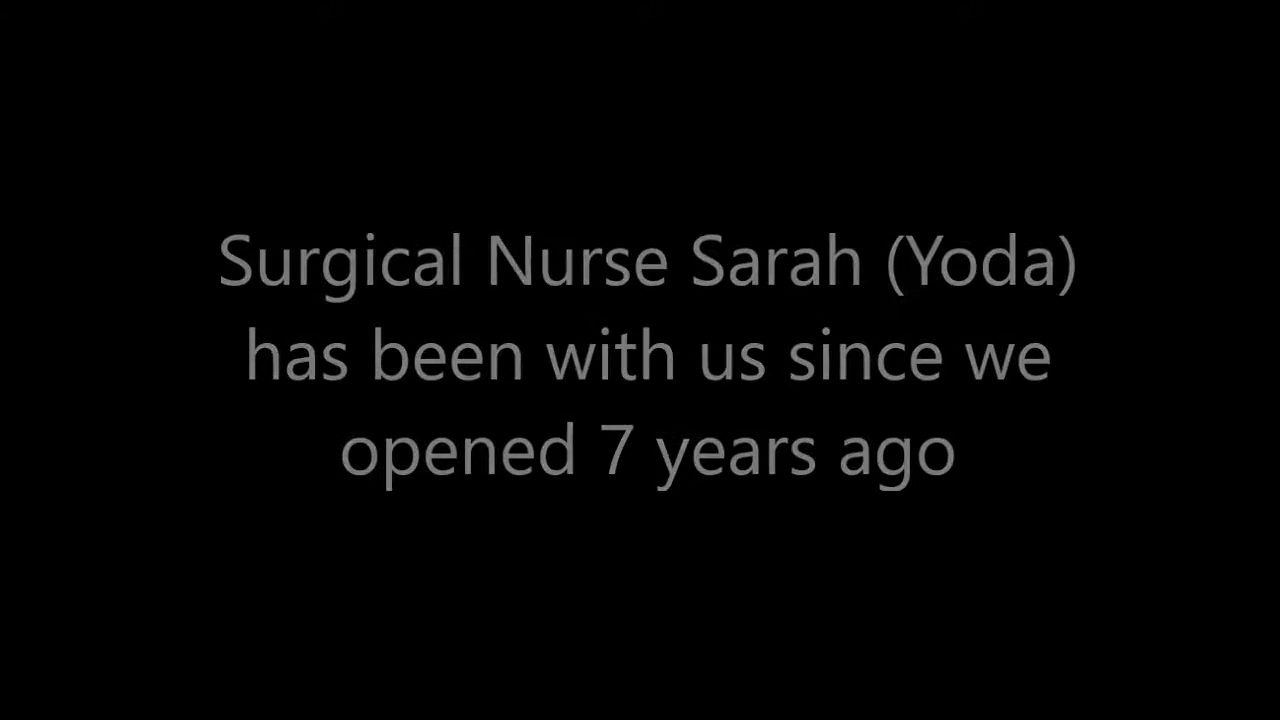 Surgical Nurse Sarah (Yoda)
has been with us since we
opened 7 years ago